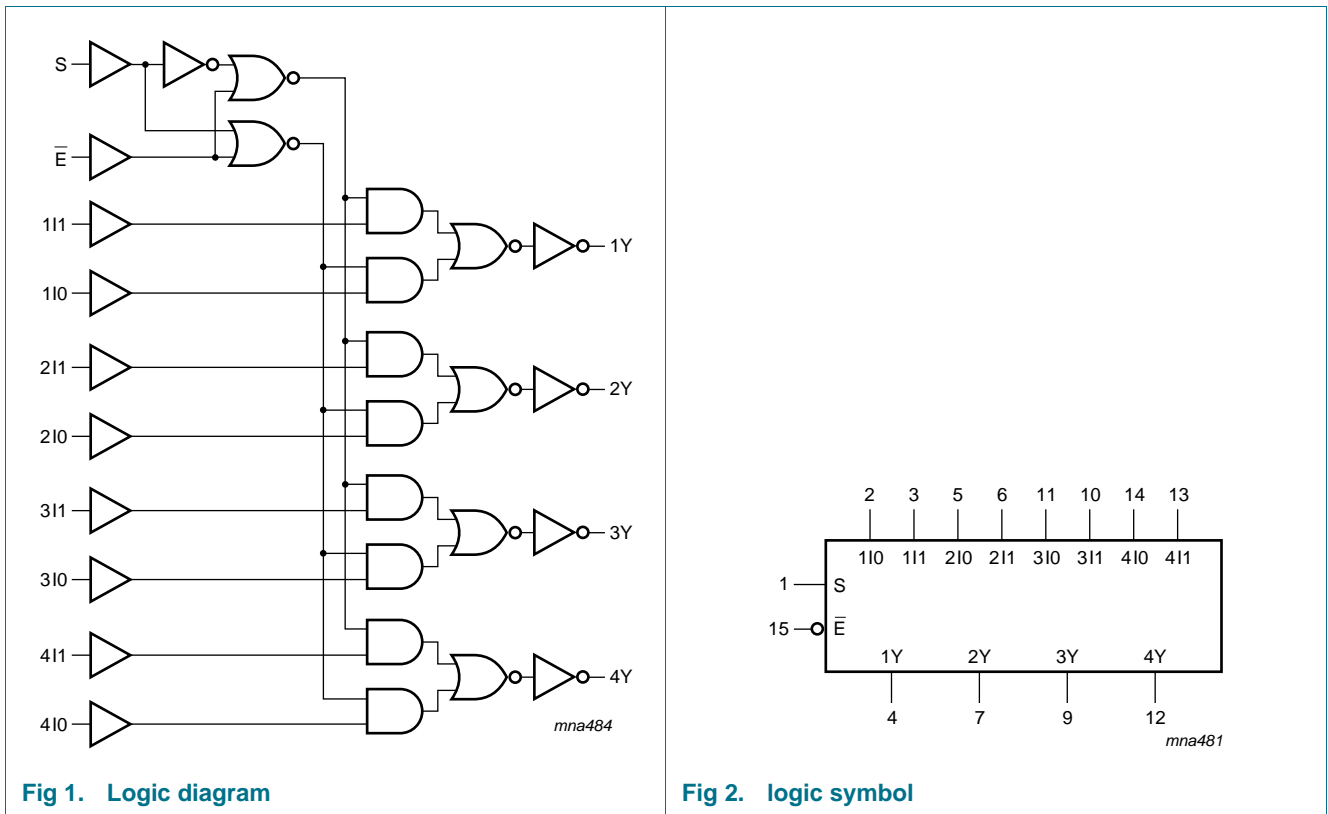 S
E̅
1I1
1I0
2I1
2I0
3I1
3I0
4I1
4I0
1Y
2Y
3Y
4Y
mna484
Fig 1. Logic diagram
2 3 5 6 11 10 14 13
1I0 1I1 2I0 2I1 3I0 3I1 4I0 4I1
1 S
15 E̅
1Y 2Y 3Y 4Y
4 7 9 12
mna481
Fig 2. logic symbol